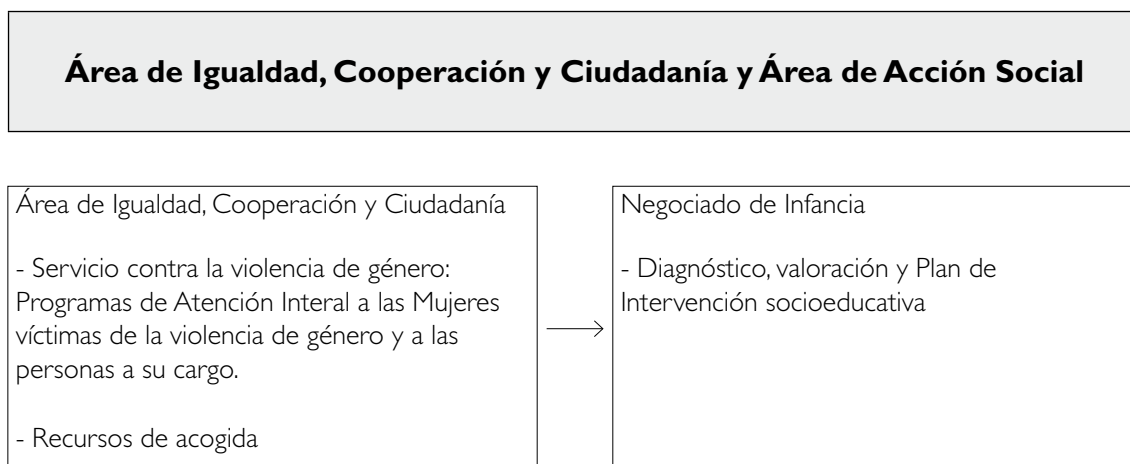 Área de Igualdad, Cooperación y Ciudadanía y Área de Acción Social
Área de Igualdad, Cooperación y Ciudadanía
- Servicio contra la violencia de género:
Programas de Atención Interal a las Mujeres
víctimas de la violencia de género y a las
personas a su cargo.
- Recursos de acogida
Negociado de Infancia
- Diagnóstico, valoración y Plan de
Intervención socioeducativa